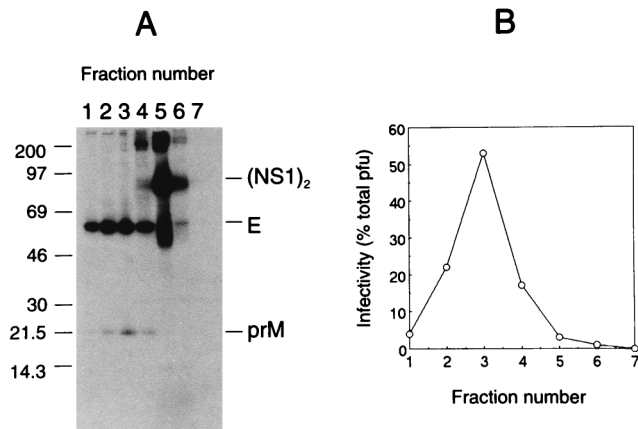 A
Fraction number
1 2 3 4 5 6 7
200
97
69
46
30
21.5
14.3
(NS1)2
E
prM
B
Infectivity (% total pfu)
60
50
40
30
20
10
0
1 2 3 4 5 6 7
Fraction number